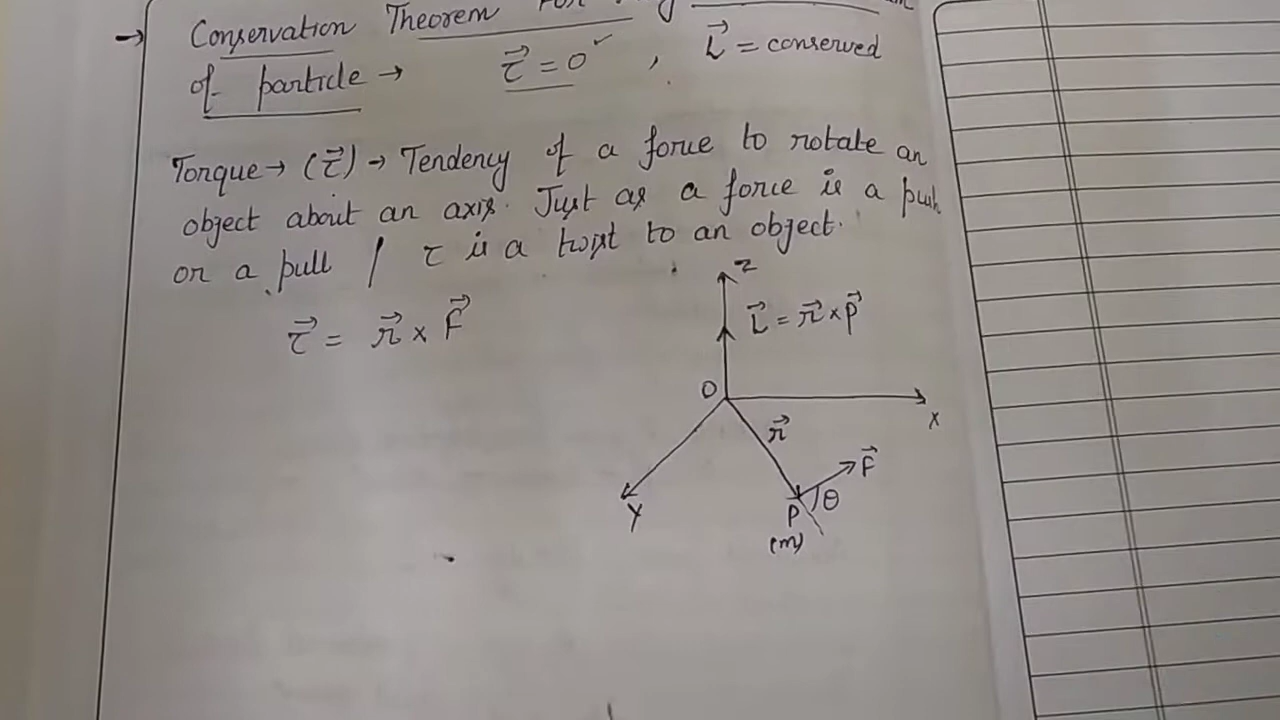 → Conservation Theorem For
of particle → τ⃗ = 0 ✓ , L⃗ = conserved
Torque → (τ⃗) → Tendency of a force to rotate an
object about an axis. Just as a force is a push
or a pull / τ is a twist to an object.
τ⃗ = r⃗ × F⃗
z
L⃗ = r⃗ × P⃗
O
x
r⃗
F⃗
θ
y
P
(m)